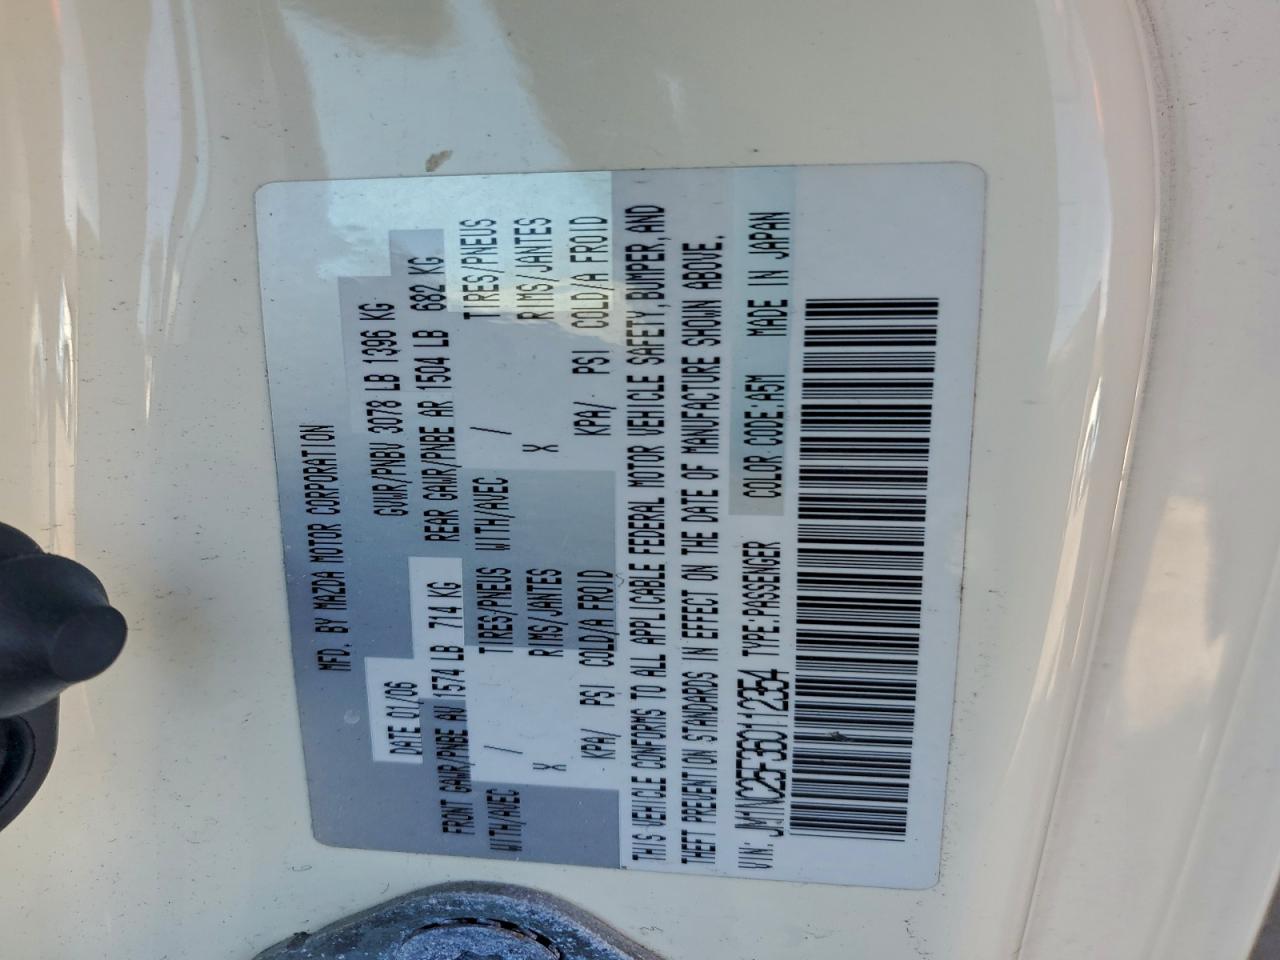 MFD. BY MAZDA MOTOR CORPORATION
DATE 01/06 GVWR/PNBV 3078 LB 1396 KG
FRONT GAWR/PNBE AV 1574 LB 714 KG REAR GAWR/PNBE AR 1504 LB 682 KG
TIRES/PNEUS TIRES/PNEUS
WITH/AVEC / WITH/AVEC /
RIMS/JANTES RIMS/JANTES
X X
KPA/ PSI COLD/A FROID KPA/ PSI COLD/A FROID
THIS VEHICLE CONFORMS TO ALL APPLICABLE FEDERAL MOTOR VEHICLE SAFETY, BUMPER, AND
THEFT PREVENTION STANDARDS IN EFFECT ON THE DATE OF MANUFACTURE SHOWN ABOVE.
VIN: JM1NC25F360112354 TYPE:PASSENGER COLOR CODE:A5M MADE IN JAPAN